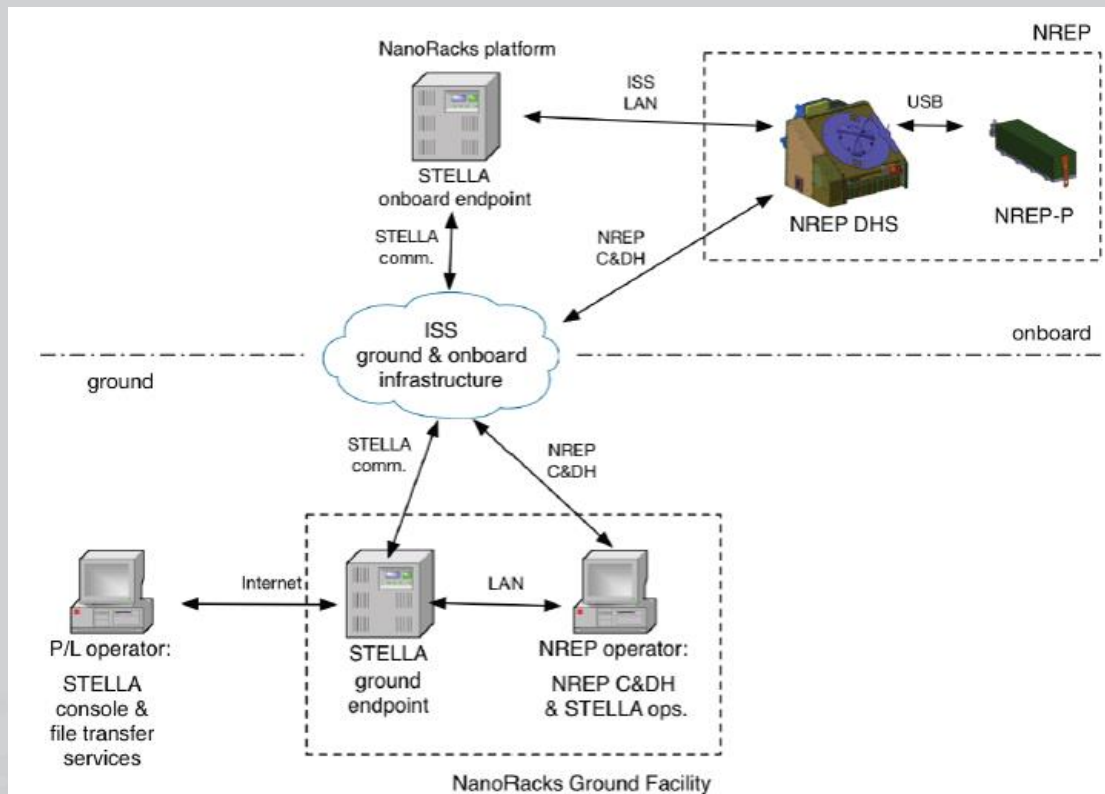 NREP
NanoRacks platform
ISS
LAN
USB
STELLA
onboard endpoint
NREP DHS
NREP-P
STELLA
comm.
NREP
C&DH
ISS
ground & onboard
infrastructure
onboard
ground
STELLA
comm.
NREP
C&DH
Internet
LAN
P/L operator:
STELLA
console &
file transfer
services
STELLA
ground
endpoint
NREP operator:
NREP C&DH
& STELLA ops.
NanoRacks Ground Facility